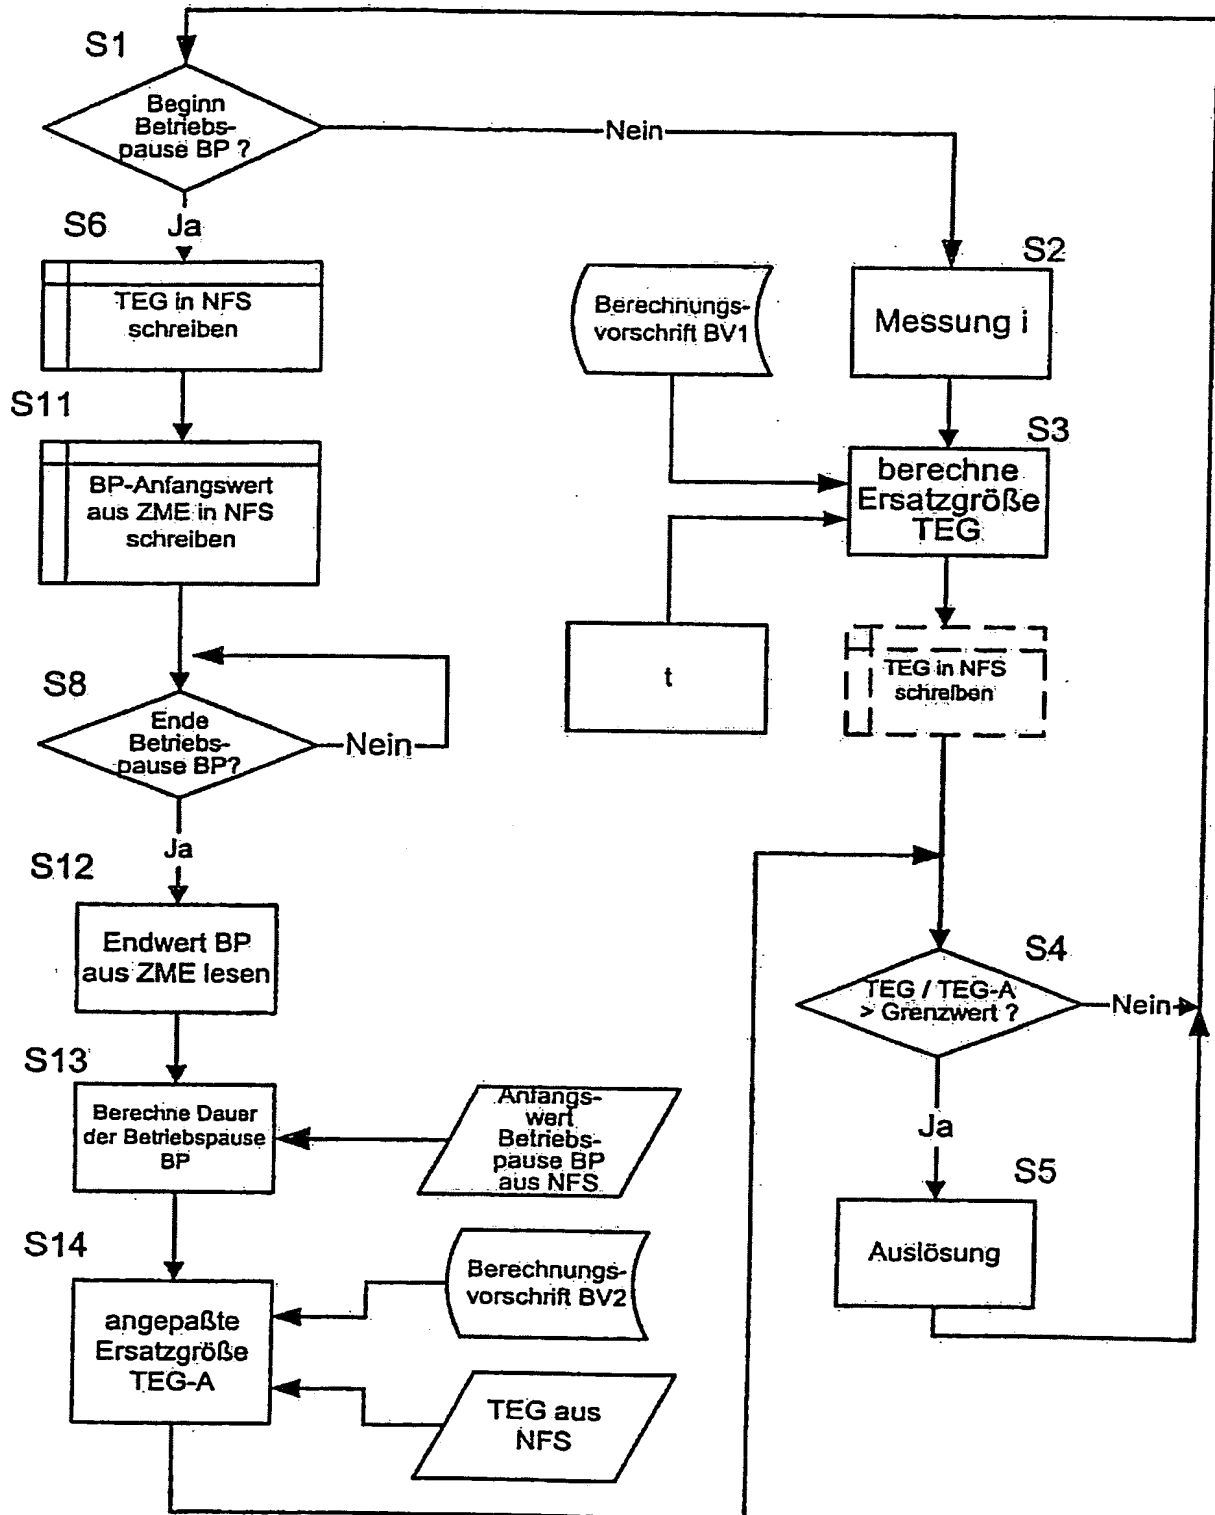 S1
Beginn
Betriebs-
pause BP ?
Nein
S6
Ja
TEG in NFS
schreiben
S11
BP-Anfangswert
aus ZME in NFS
schreiben
S8
Ende
Betriebs-
pause BP?
Nein
Ja
S12
Endwert BP
aus ZME lesen
S13
Berechne Dauer
der Betriebspause
BP
Anfangs-
wert
Betriebs-
pause BP
aus NFS
S14
angepaßte
Ersatzgröße
TEG-A
Berechnungs-
vorschrift BV2
TEG aus
NFS
S2
Messung i
Berechnungs-
vorschrift BV1
S3
berechne
Ersatzgröße
TEG
t
TEG in NFS
schreiben
S4
TEG / TEG-A
> Grenzwert ?
Nein
Ja
S5
Auslösung